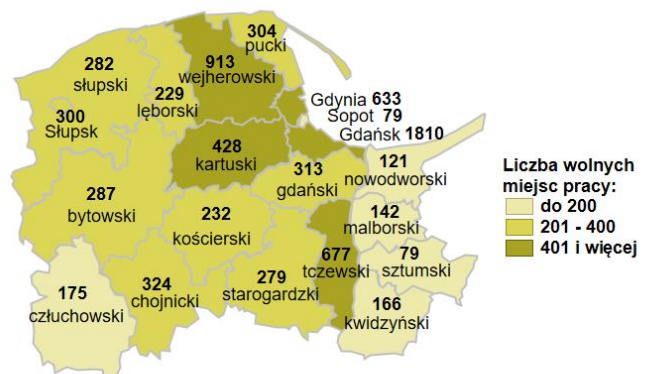 304
pucki
282
słupski
913
wejherowski
229
lęborski
Gdynia 633
Sopot 79
Gdańsk 1810
300
Słupsk
428
kartuski
313
gdański
121
nowodworski
287
bytowski
232
kościerski
142
malborski
677
tczewski
79
sztumski
175
człuchowski
324
chojnicki
279
starogardzki
166
kwidzyński
Liczba wolnych
miejsc pracy:
do 200
201 - 400
401 i więcej